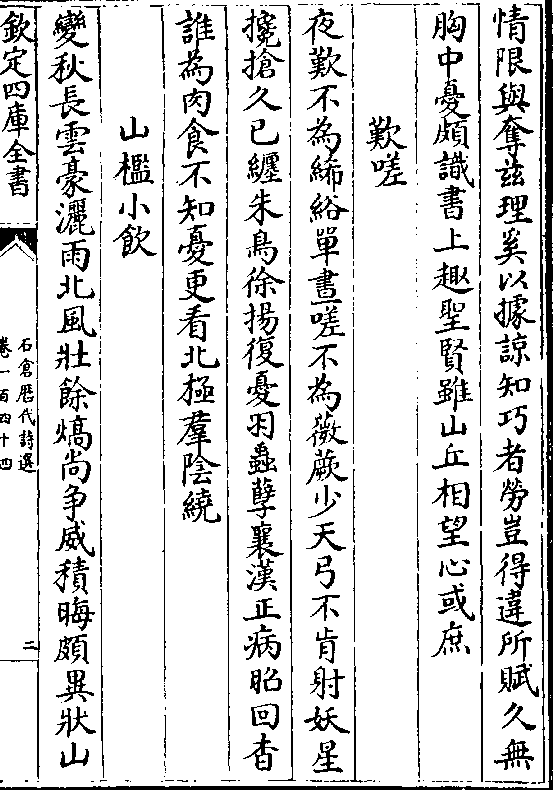 情限與奪兹理奚以據諒知巧者勞豈得違所賦久無
胸中憂頗識書上趣聖賢雖山丘相望心或庶
歎嗟
夜歎不為絺綌單晝嗟不為薇蕨少天弓不肯射妖星
攙搶久已纏朱鳥徐揚復憂羽蟲孽襄漢正病昭回杳
誰為肉食不知憂更看北極羣陰繞
山檻小飲
變秋長雲豪灑雨北風壯餘熇尚争威積晦頗異狀山
欽定四庫全書
石倉歴代詩選
卷一百四十四
二